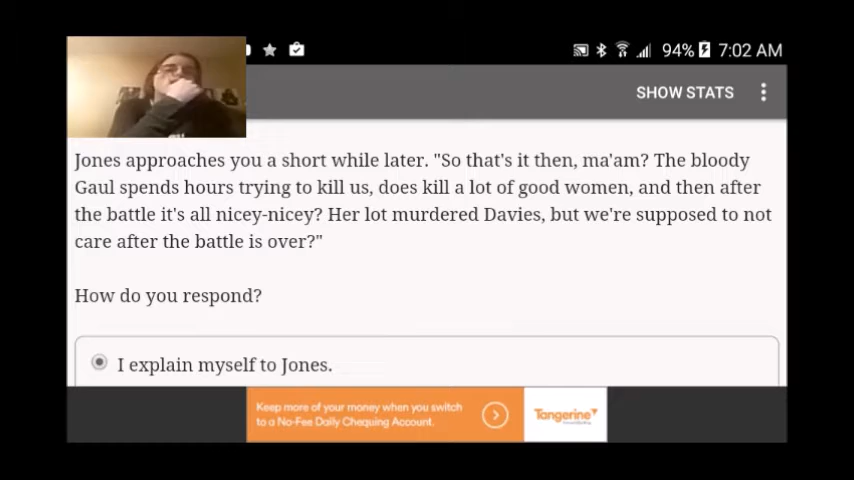 94% 7:02 AM
SHOW STATS
Jones approaches you a short while later. "So that's it then, ma'am? The bloody
Gaul spends hours trying to kill us, does kill a lot of good women, and then after
the battle it's all nicey-nicey? Her lot murdered Davies, but we're supposed to not
care after the battle is over?"
How do you respond?
I explain myself to Jones.
Keep more of your money when you switch
to a No-Fee Daily Chequing Account.
Tangerine